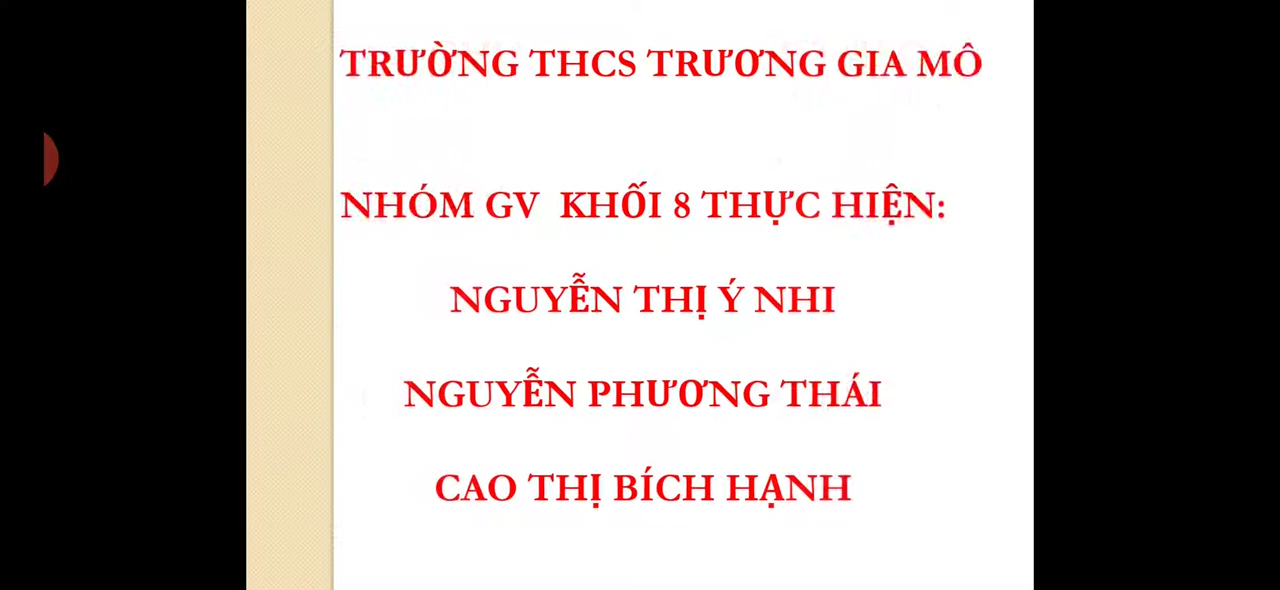 TRƯỜNG THCS TRƯƠNG GIA MÔ
NHÓM GV KHỐI 8 THỰC HIỆN:
NGUYỄN THỊ Ý NHI
NGUYỄN PHƯƠNG THÁI
CAO THỊ BÍCH HẠNH